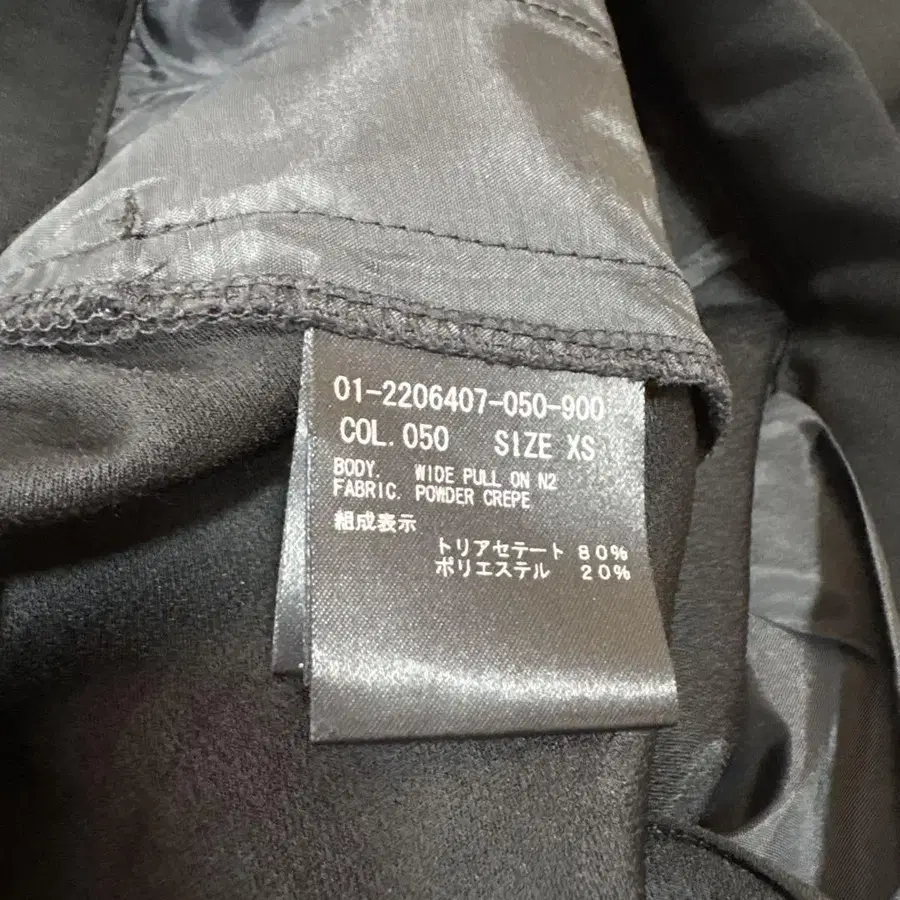 01-2206407-050-900
COL.050 SIZE XS
BODY. WIDE PULL ON N2
FABRIC. POWDER CREPE
組成表示
トリアセテート 80%
ポリエステル 20%